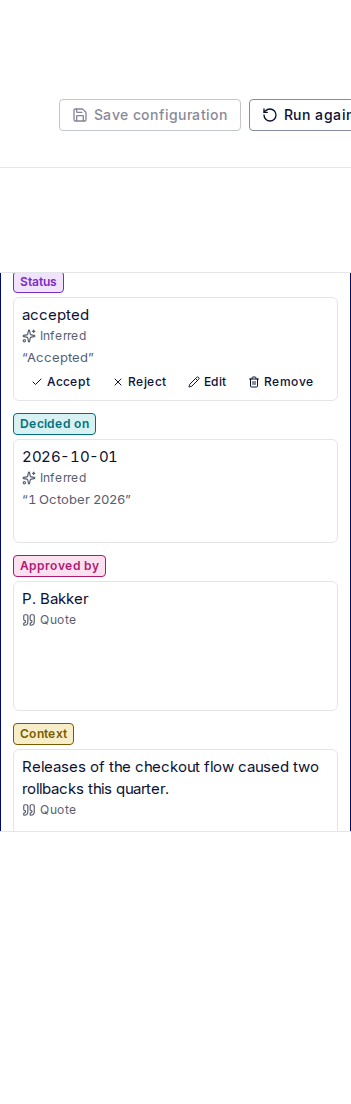 Save configuration
Run again
Status
accepted
Inferred
“Accepted”
Accept
Reject
Edit
Remove
Decided on
2026-10-01
Inferred
“1 October 2026”
Approved by
P. Bakker
Quote
Context
Releases of the checkout flow caused two
rollbacks this quarter.
Quote